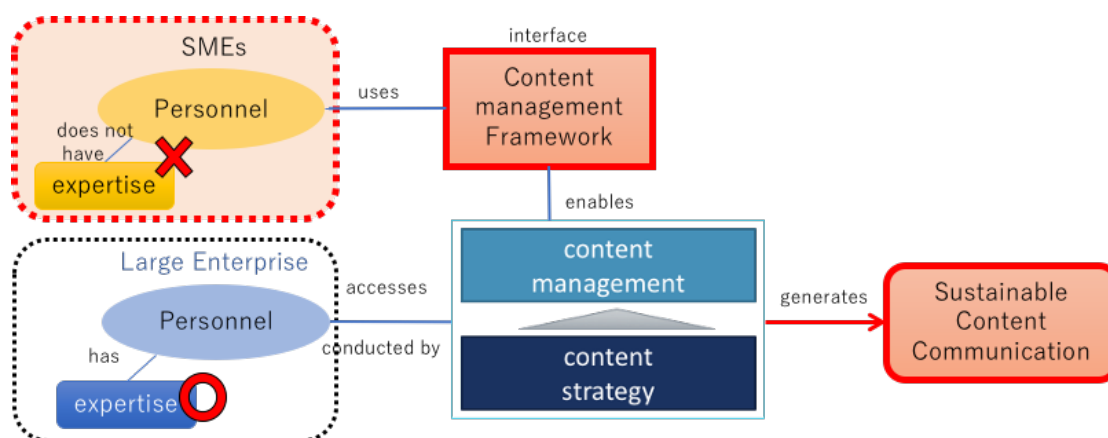 SMEs
Personnel
does not
have
expertise
uses
interface
Content
management
Framework
enables
Large Enterprise
Personnel
has
expertise
accesses
conducted by
content
management
content
strategy
generates
Sustainable
Content
Communication